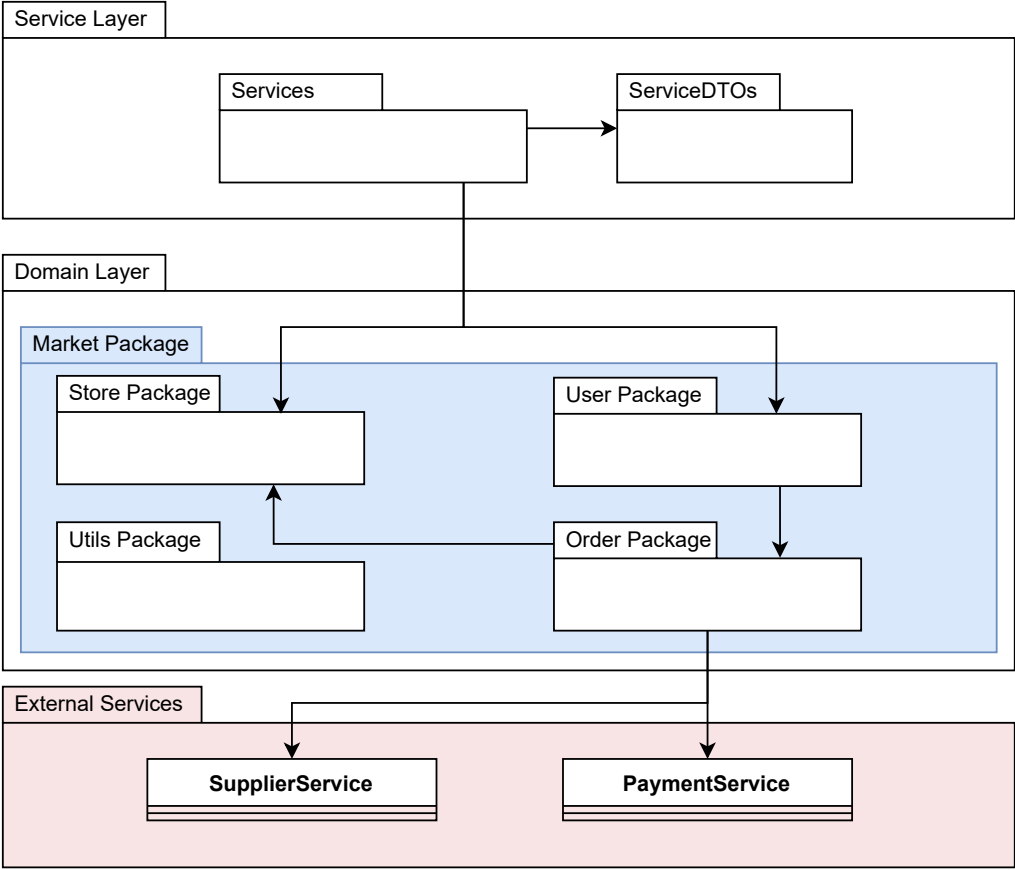 Service Layer
Services
ServiceDTOs
Domain Layer
Market Package
Store Package
User Package
Utils Package
Order Package
External Services
SupplierService
PaymentService